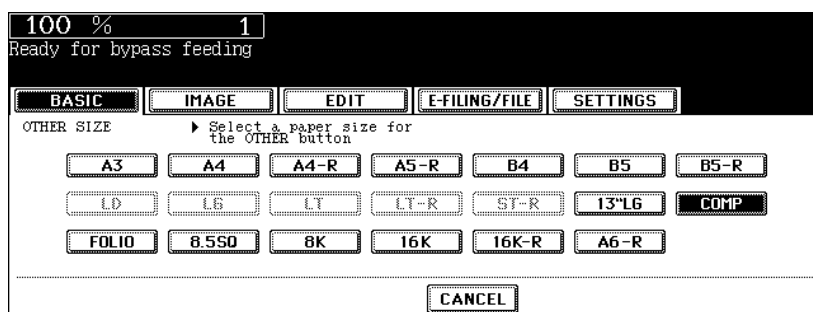 100 % 1
Ready for bypass feeding
BASIC IMAGE EDIT E-FILING/FILE SETTINGS
OTHER SIZE ▶ Select a paper size for
the OTHER button
A3 A4 A4-R A5-R B4 B5 B5-R
LD LG LT LT-R ST-R 13"LG COMP
FOLIO 8.5SQ 8K 16K 16K-R A6-R
CANCEL